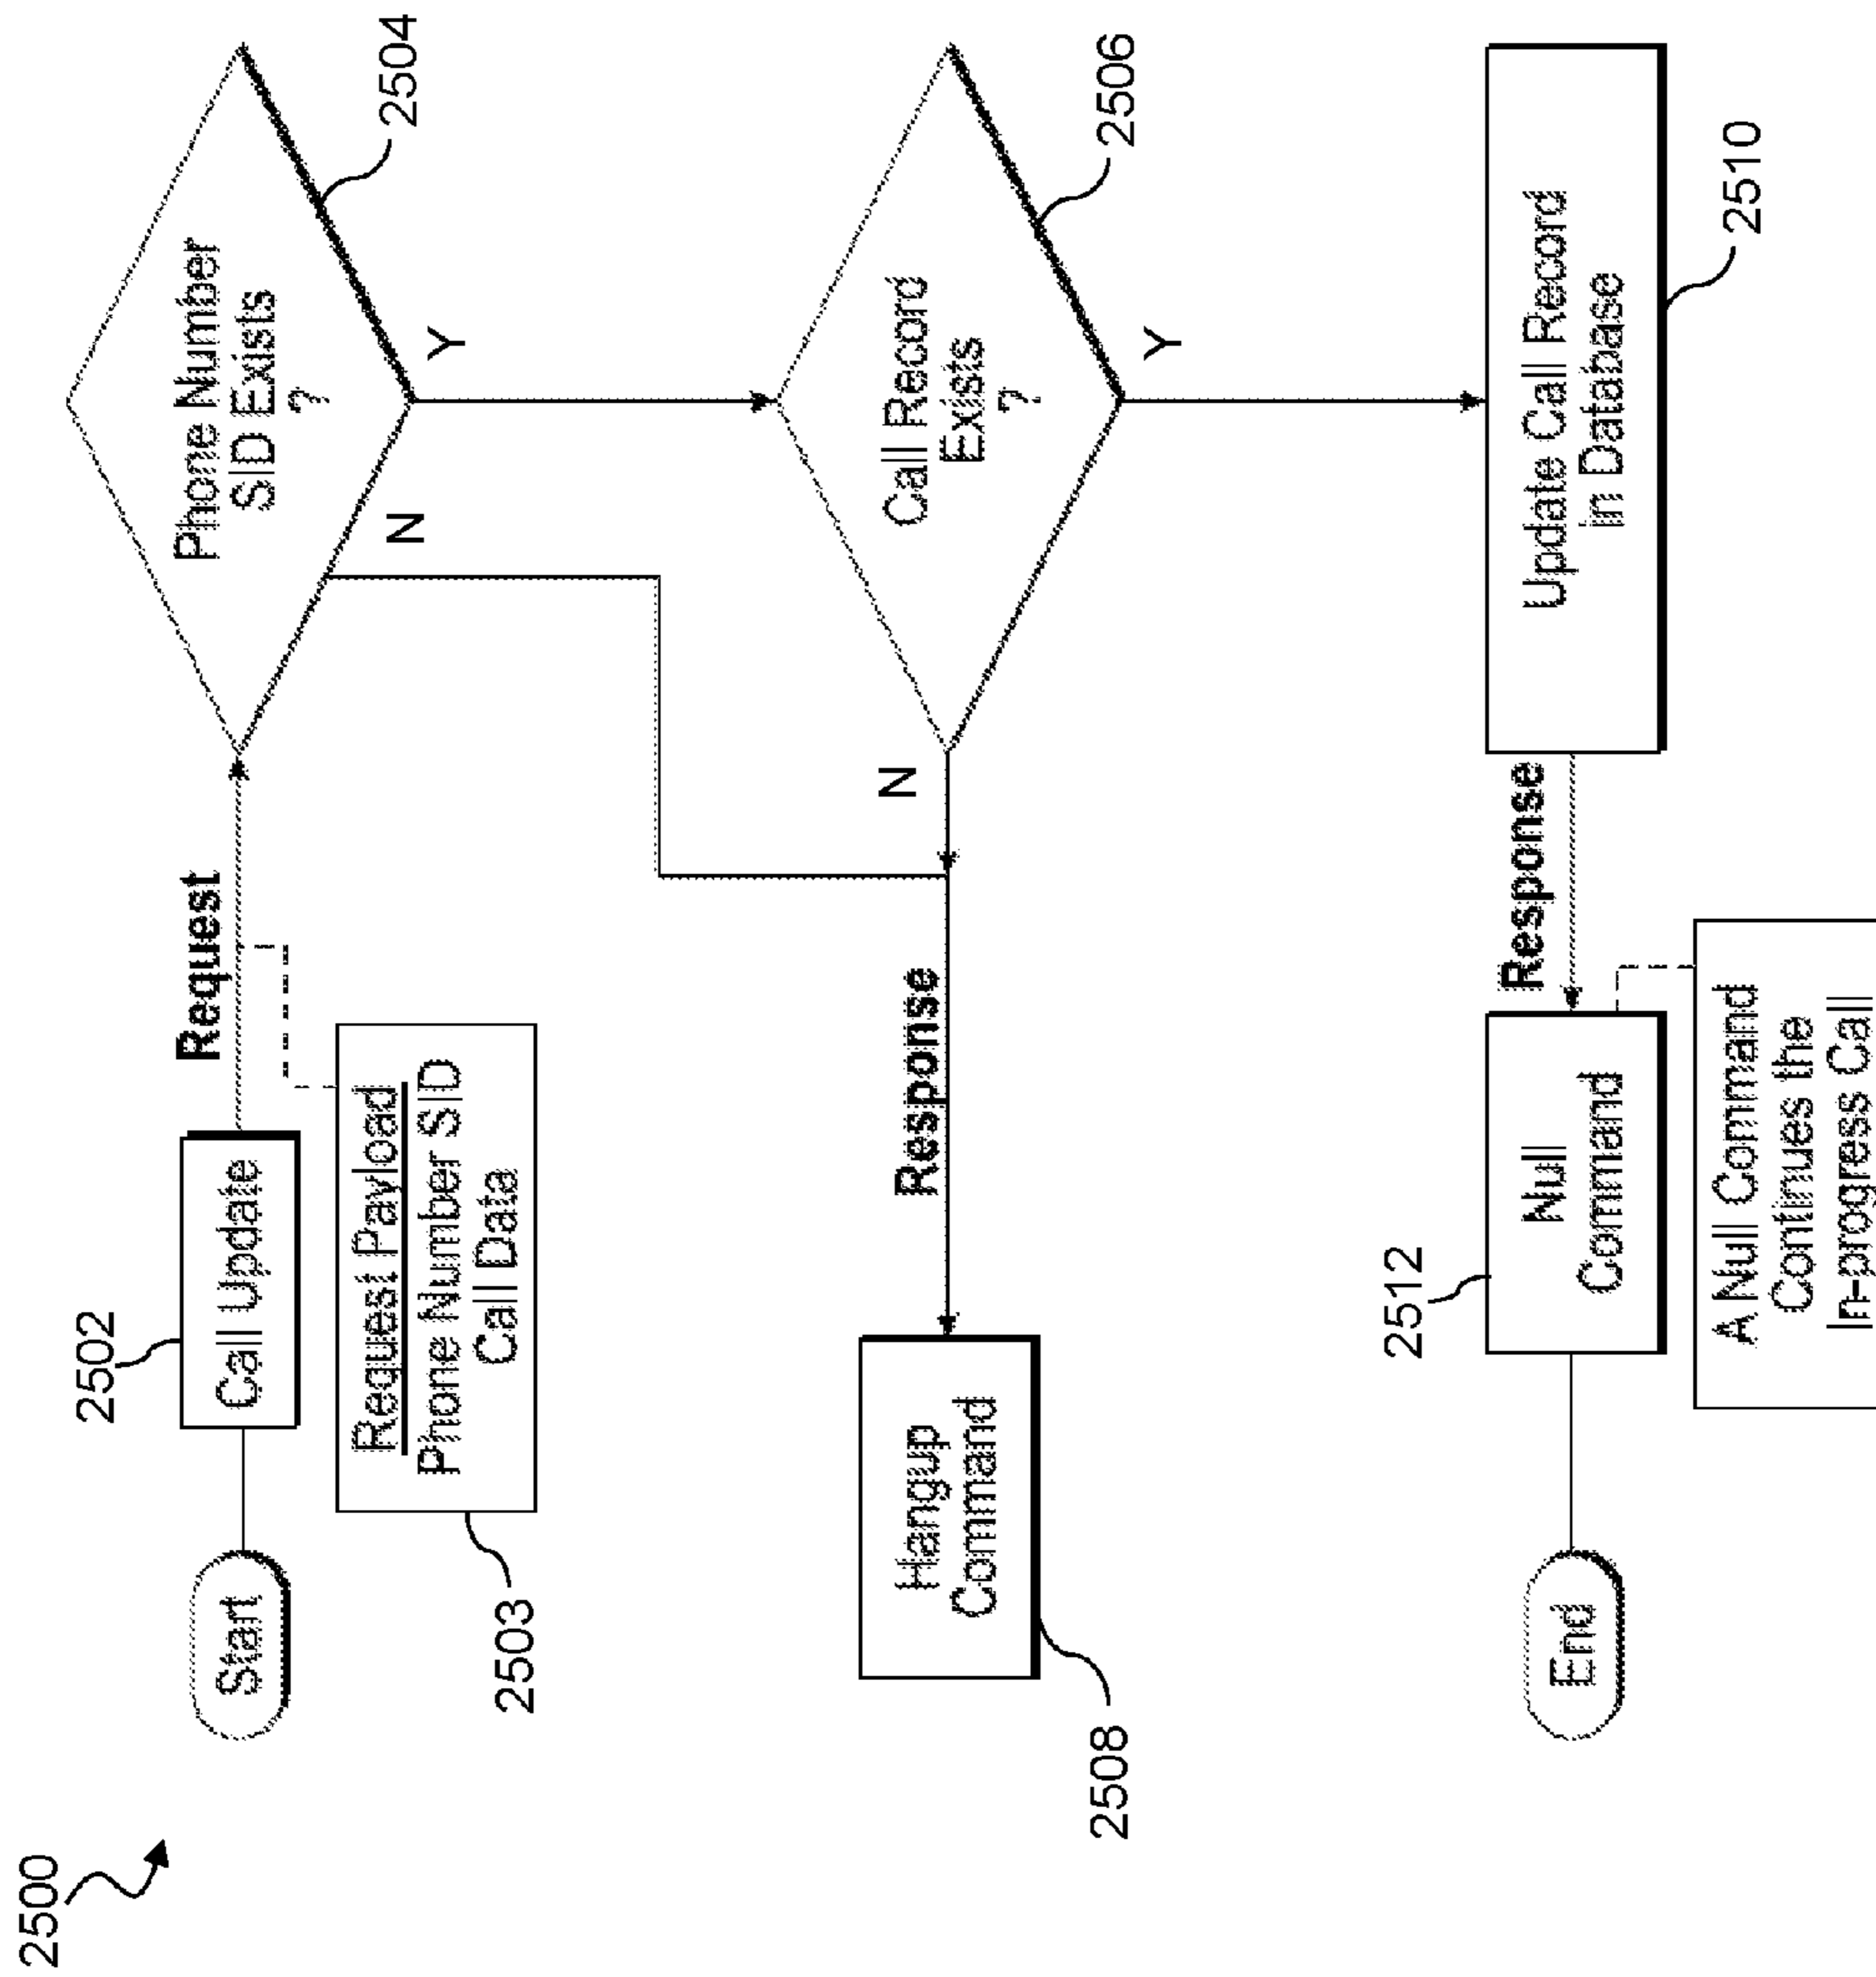 2500
Start
2502
Call Update
Request
Phone Number
SID Exists
?
2504
2503
Request Payload
Phone Number SID
Call Data
N
Y
Hangup
Command
2508
Response
N
Call Record
Exists
?
2506
Y
End
2512
Null
Command
Response
Update Call Record
in Database
2510
A Null Command
Continues the
In-progress Call